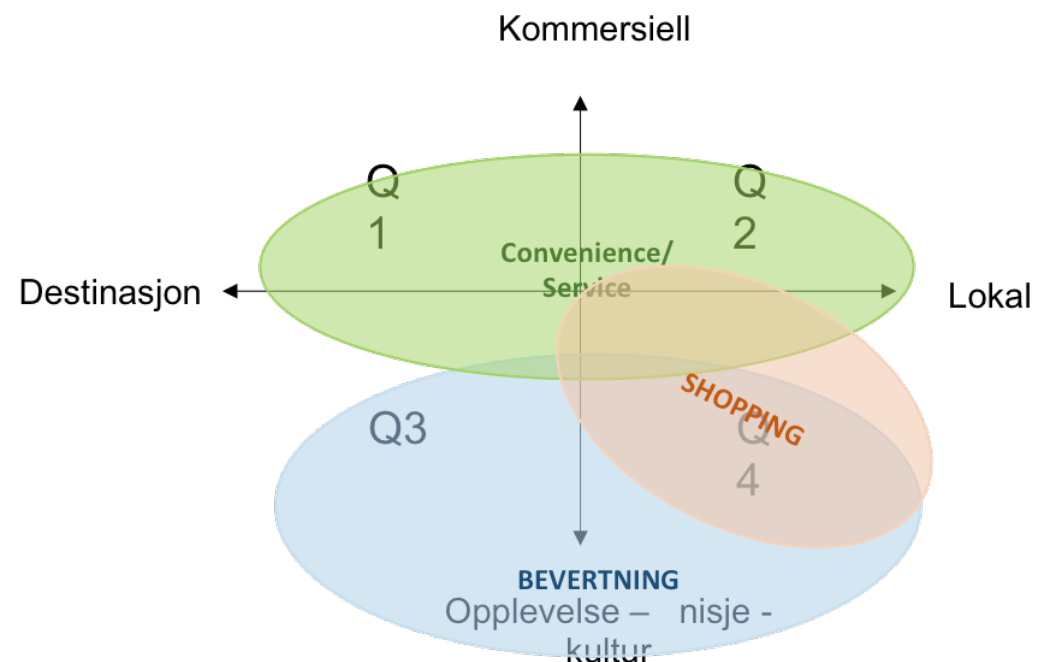 Kommersiell
Q
1
Q
2
Convenience/
Service
Destinasjon
Lokal
SHOPPING
Q3
Q
4
BEVERTNING
Opplevelse – nisje -
kultur